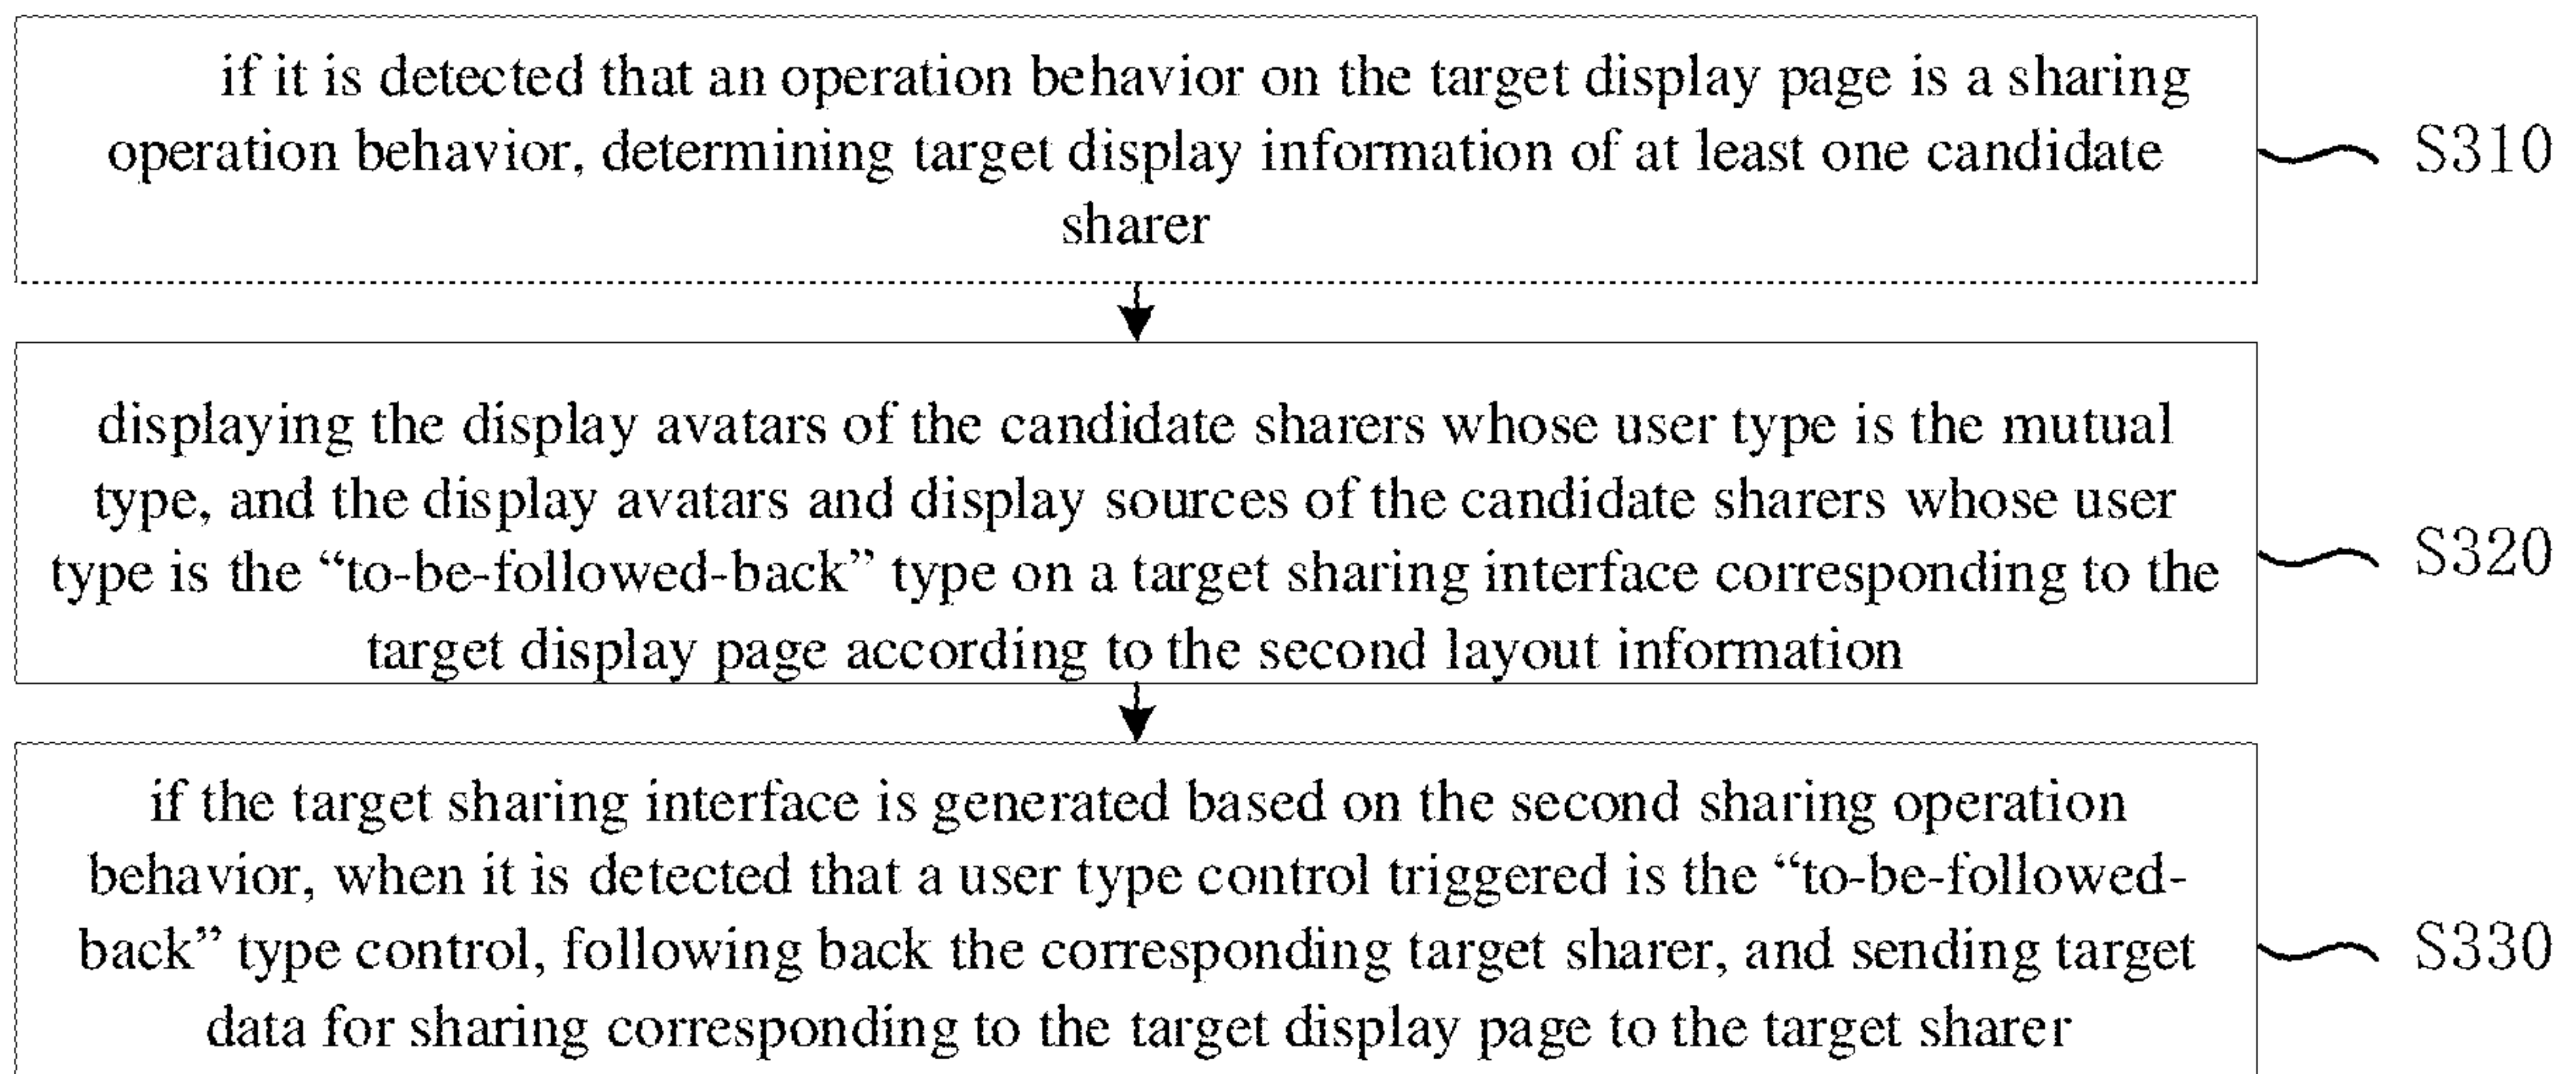 if it is detected that an operation behavior on the target display page is a sharing
operation behavior, determining target display information of at least one candidate
sharer
S310
displaying the display avatars of the candidate sharers whose user type is the mutual
type, and the display avatars and display sources of the candidate sharers whose user
type is the “to-be-followed-back” type on a target sharing interface corresponding to the
target display page according to the second layout information
S320
if the target sharing interface is generated based on the second sharing operation
behavior, when it is detected that a user type control triggered is the “to-be-followed-
back” type control, following back the corresponding target sharer, and sending target
data for sharing corresponding to the target display page to the target sharer
S330